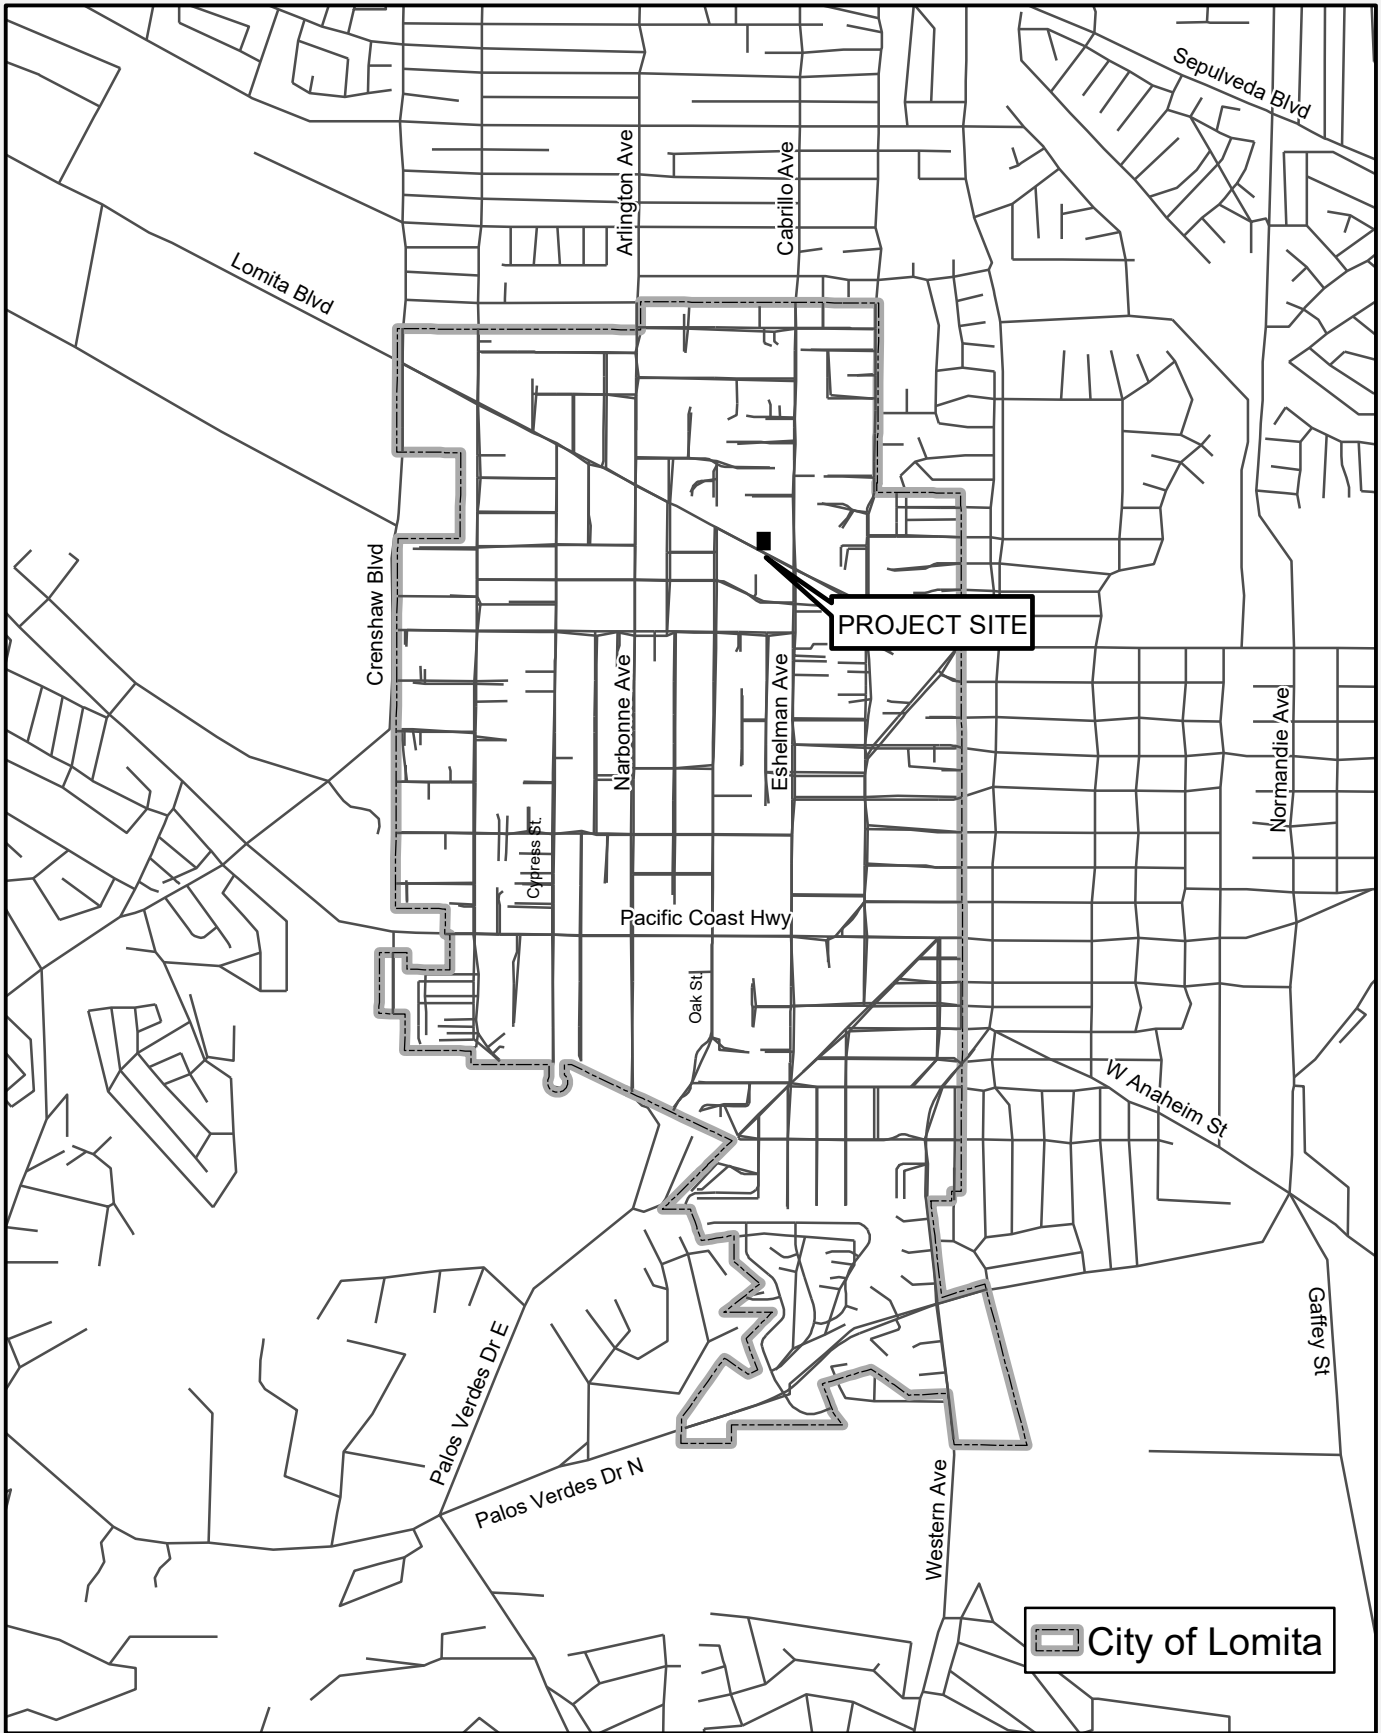 Sepulveda Blvd
Arlington Ave
Cabrillo Ave
Lomita Blvd
Crenshaw Blvd
PROJECT SITE
Narbonne Ave
Eshelman Ave
Normandie Ave
Cypress St.
Pacific Coast Hwy
Oak St.
W Anaheim St
Gaffey St
Palos Verdes Dr E
Palos Verdes Dr N
Western Ave
City of Lomita